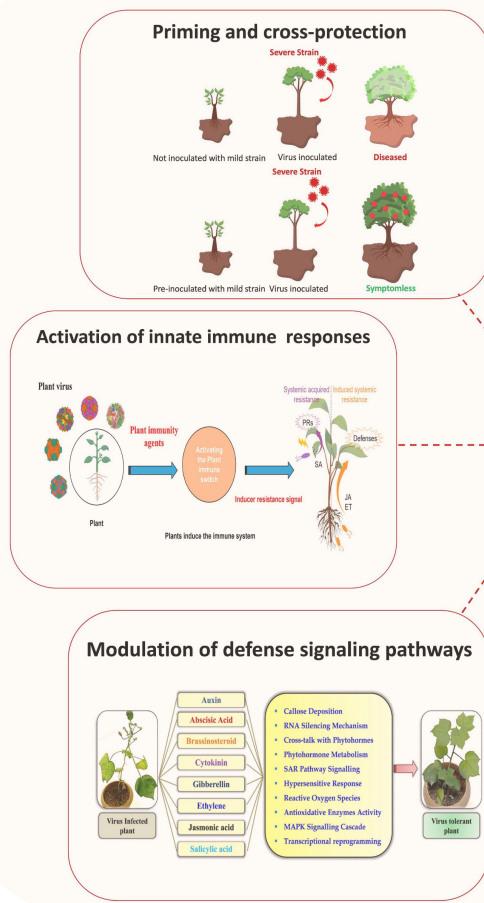 Priming and cross-protection
Severe Strain
Not inoculated with mild strain
Virus inoculated
Diseased
Severe Strain
Pre-inoculated with mild strain
Virus inoculated
Symptomless
Activation of innate immune responses
Plant virus
Plant immunity
agents
Plant
Activating
the Plant
immune
switch
Plants induce the immune system
Inducer resistance signal
Systemic acquired
resistance
Induced systemic
resistance
PRs
Defenses
SA
JA
ET
Modulation of defense signaling pathways
Virus Infected
plant
Auxin
Abscisic Acid
Brassinosteroid
Cytokinin
Gibberellin
Ethylene
Jasmonic acid
Salicylic acid
Callose Deposition
RNA Silencing Mechanism
Cross-talk with Phytohormes
Phytohormone Metabolism
SAR Pathway Signalling
Hypersensitive Response
Reactive Oxygen Species
Antioxidative Enzymes Activity
MAPK Signalling Cascade
Transcriptional reprogramming
Virus tolerant
plant